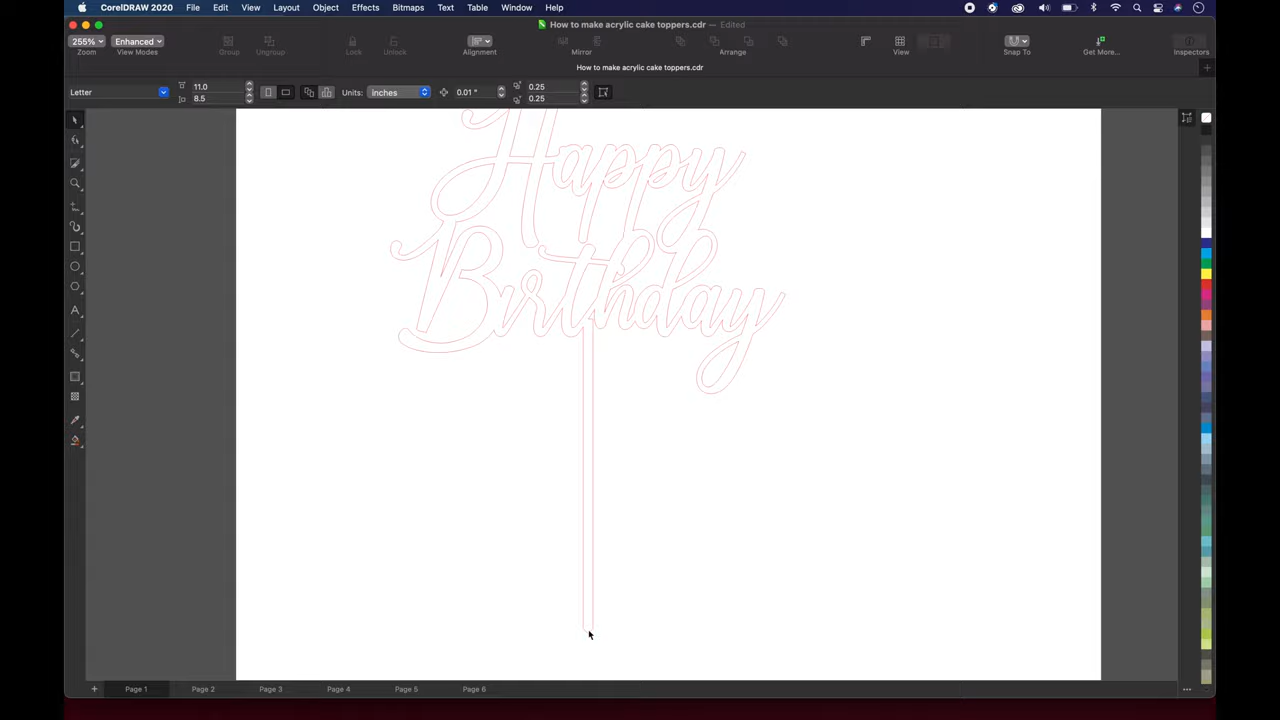 CorelDRAW 2020 File Edit View Layout Object Effects Bitmaps Text Table Window Help
How to make acrylic cake toppers.cdr — Edited
255% Enhanced
Zoom View Modes Group Ungroup Lock Unlock Alignment Mirror Arrange View Snap To Get More... Inspectors
How to make acrylic cake toppers.cdr
Letter 11.0 8.5 Units: inches 0.01 " 0.25 0.25
Happy
Birthday
Page 1 Page 2 Page 3 Page 4 Page 5 Page 6